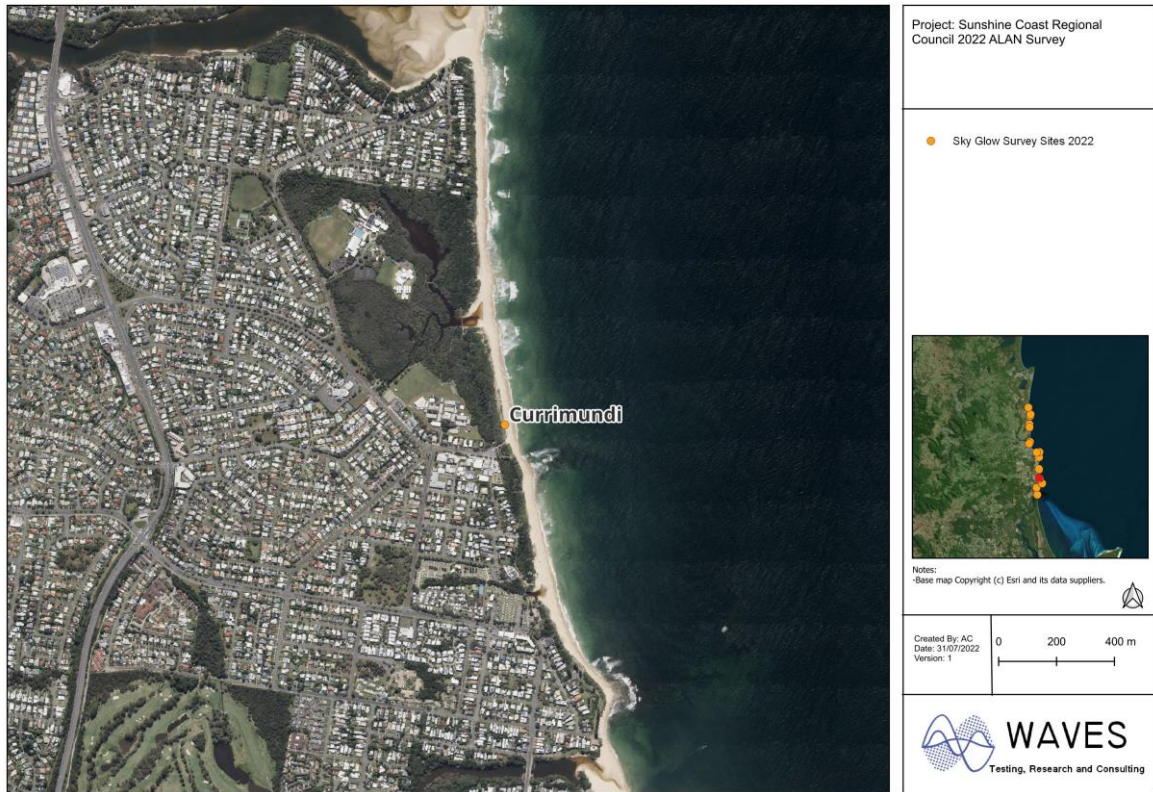 Project: Sunshine Coast Regional
Council 2022 ALAN Survey
Sky Glow Survey Sites 2022
Currimundi
Notes:
-Base map Copyright (c) Esri and its data suppliers.
Created By: AC
Date: 31/07/2022
Version: 1
0 200 400 m
WAVES
Testing, Research and Consulting